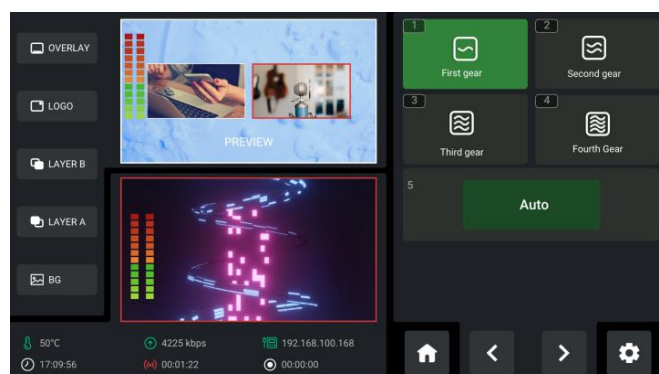 OVERLAY
LOGO
LAYER B
LAYER A
BG
PREVIEW
1
First gear
2
Second gear
3
Third gear
4
Fourth Gear
5
Auto
50°C
4225 kbps
192.168.100.168
17:09:56
00:01:22
00:00:00